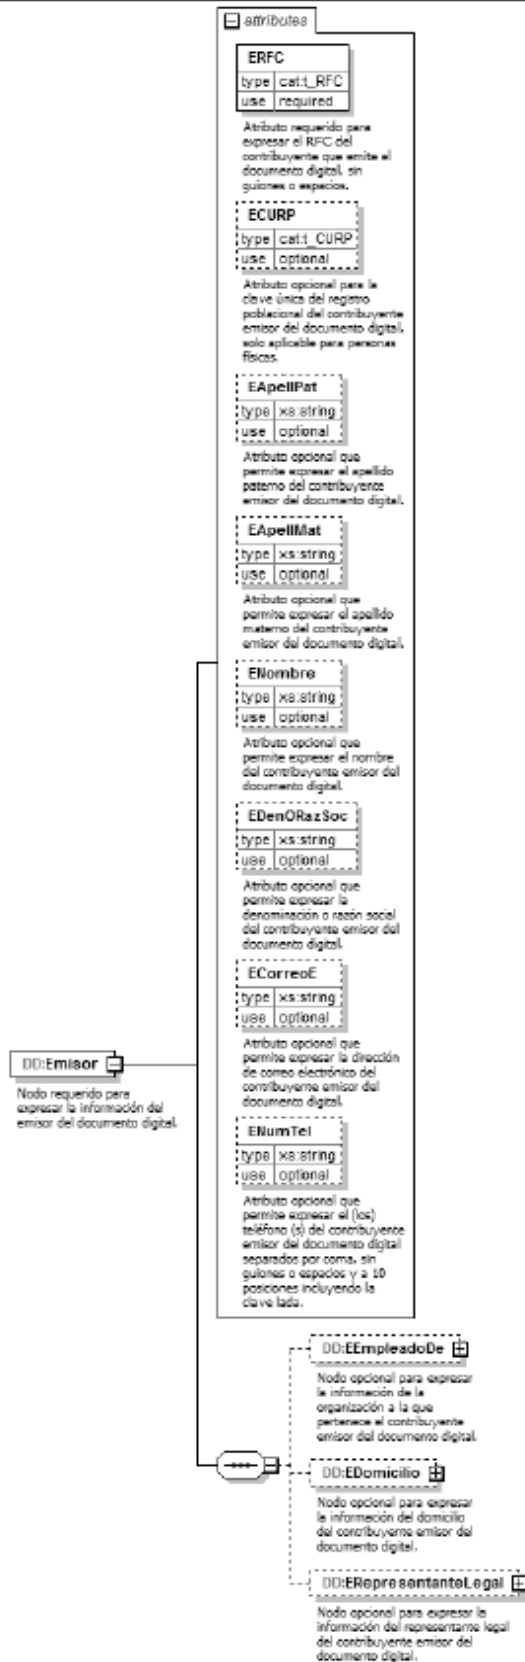 attributes
ERFC
type cat:t_RFC
use required
Atributo requerido para
expresar el RFC del
contribuyente que emite el
documento digital, sin
guiones o espacios.
ECURP
type cat:t_CURP
use optional
Atributo opcional para la
clave única del registro
poblacional del contribuyente
emisor del documento digital,
solo aplicable para personas
físicas.
EApellPat
type xs:string
use optional
Atributo opcional que
permite expresar el apellido
paterno del contribuyente
emisor del documento digital.
EApellMat
type xs:string
use optional
Atributo opcional que
permite expresar el apellido
materno del contribuyente
emisor del documento digital.
ENombre
type xs:string
use optional
Atributo opcional que
permite expresar el nombre
del contribuyente emisor del
documento digital.
EDenORazSoc
type xs:string
use optional
Atributo opcional que
permite expresar la
denominación o razón social
del contribuyente emisor del
documento digital.
ECorreoE
type xs:string
use optional
Atributo opcional que
permite expresar la dirección
de correo electrónico del
contribuyente emisor del
documento digital.
DD:Emisor
Nodo requerido para
expresar la información del
emisor del documento digital.
ENumTel
type xs:string
use optional
Atributo opcional que
permite expresar el (los)
teléfono (s) del contribuyente
emisor del documento digital
separados por coma, sin
guiones o espacios y a 10
posiciones incluyendo la
clave lada.
DD:EEmpleadoDe
Nodo opcional para expresar
la información de la
organización a la que
pertenece el contribuyente
emisor del documento digital.
DD:EDomicilio
Nodo opcional para expresar
la información del domicilio
del contribuyente emisor del
documento digital.
DD:ERepresentanteLegal
Nodo opcional para expresar la
información del representante legal
del contribuyente emisor del
documento digital.